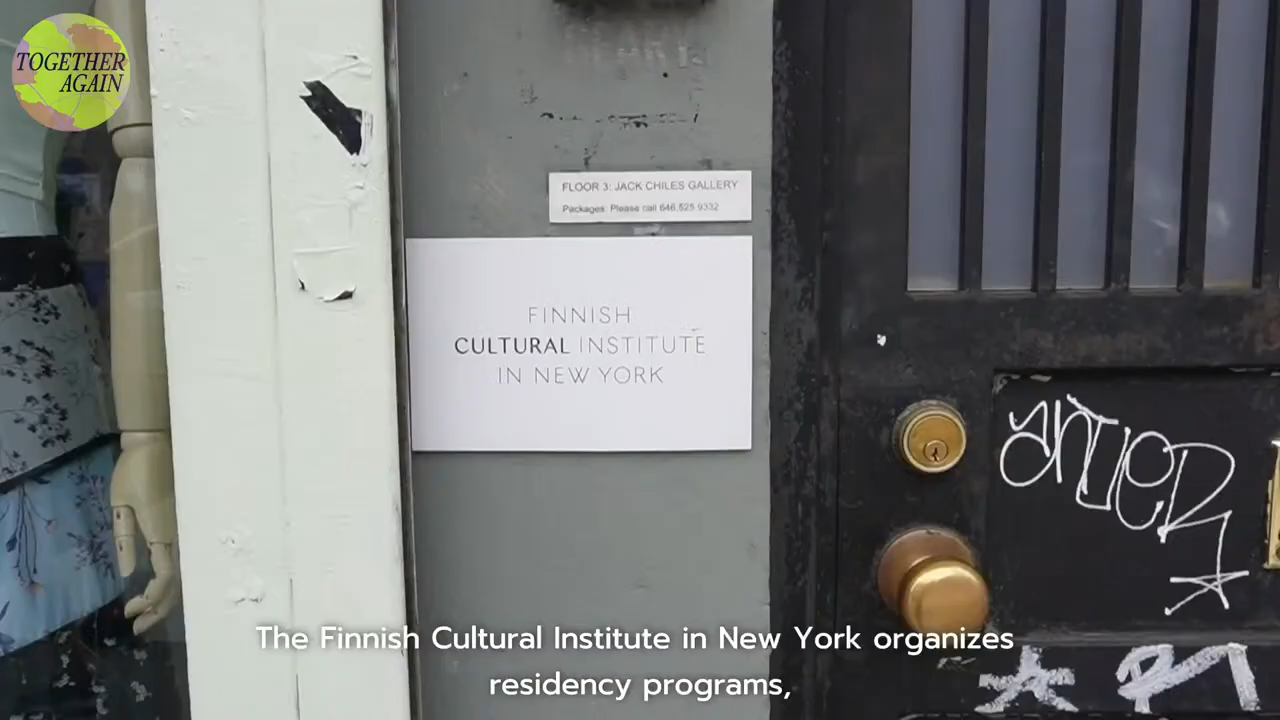 TOGETHER
AGAIN
FLOOR 3: JACK CHILES GALLERY
Packages: Please call 646.525.9332
FINNISH
CULTURAL INSTITUTE
IN NEW YORK
The Finnish Cultural Institute in New York organizes
residency programs,